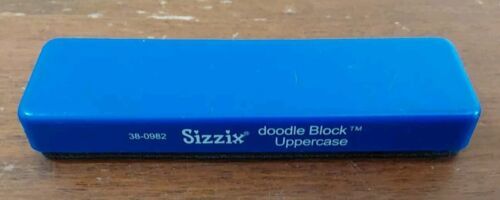 38-0982 Sizzix® doodle Block™
Uppercase